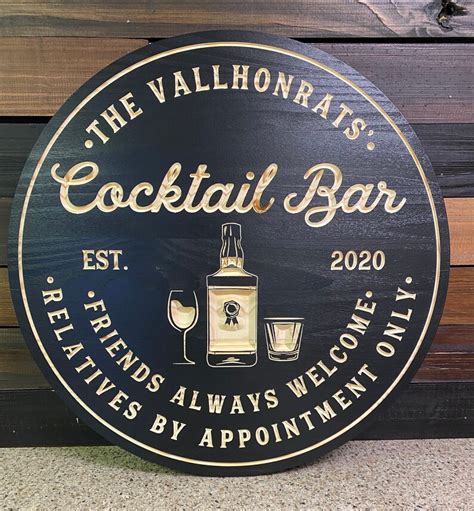 • THE VALLHONRATS' •
Cocktail Bar
EST. 2020
• FRIENDS ALWAYS WELCOME •
• RELATIVES BY APPOINTMENT ONLY •